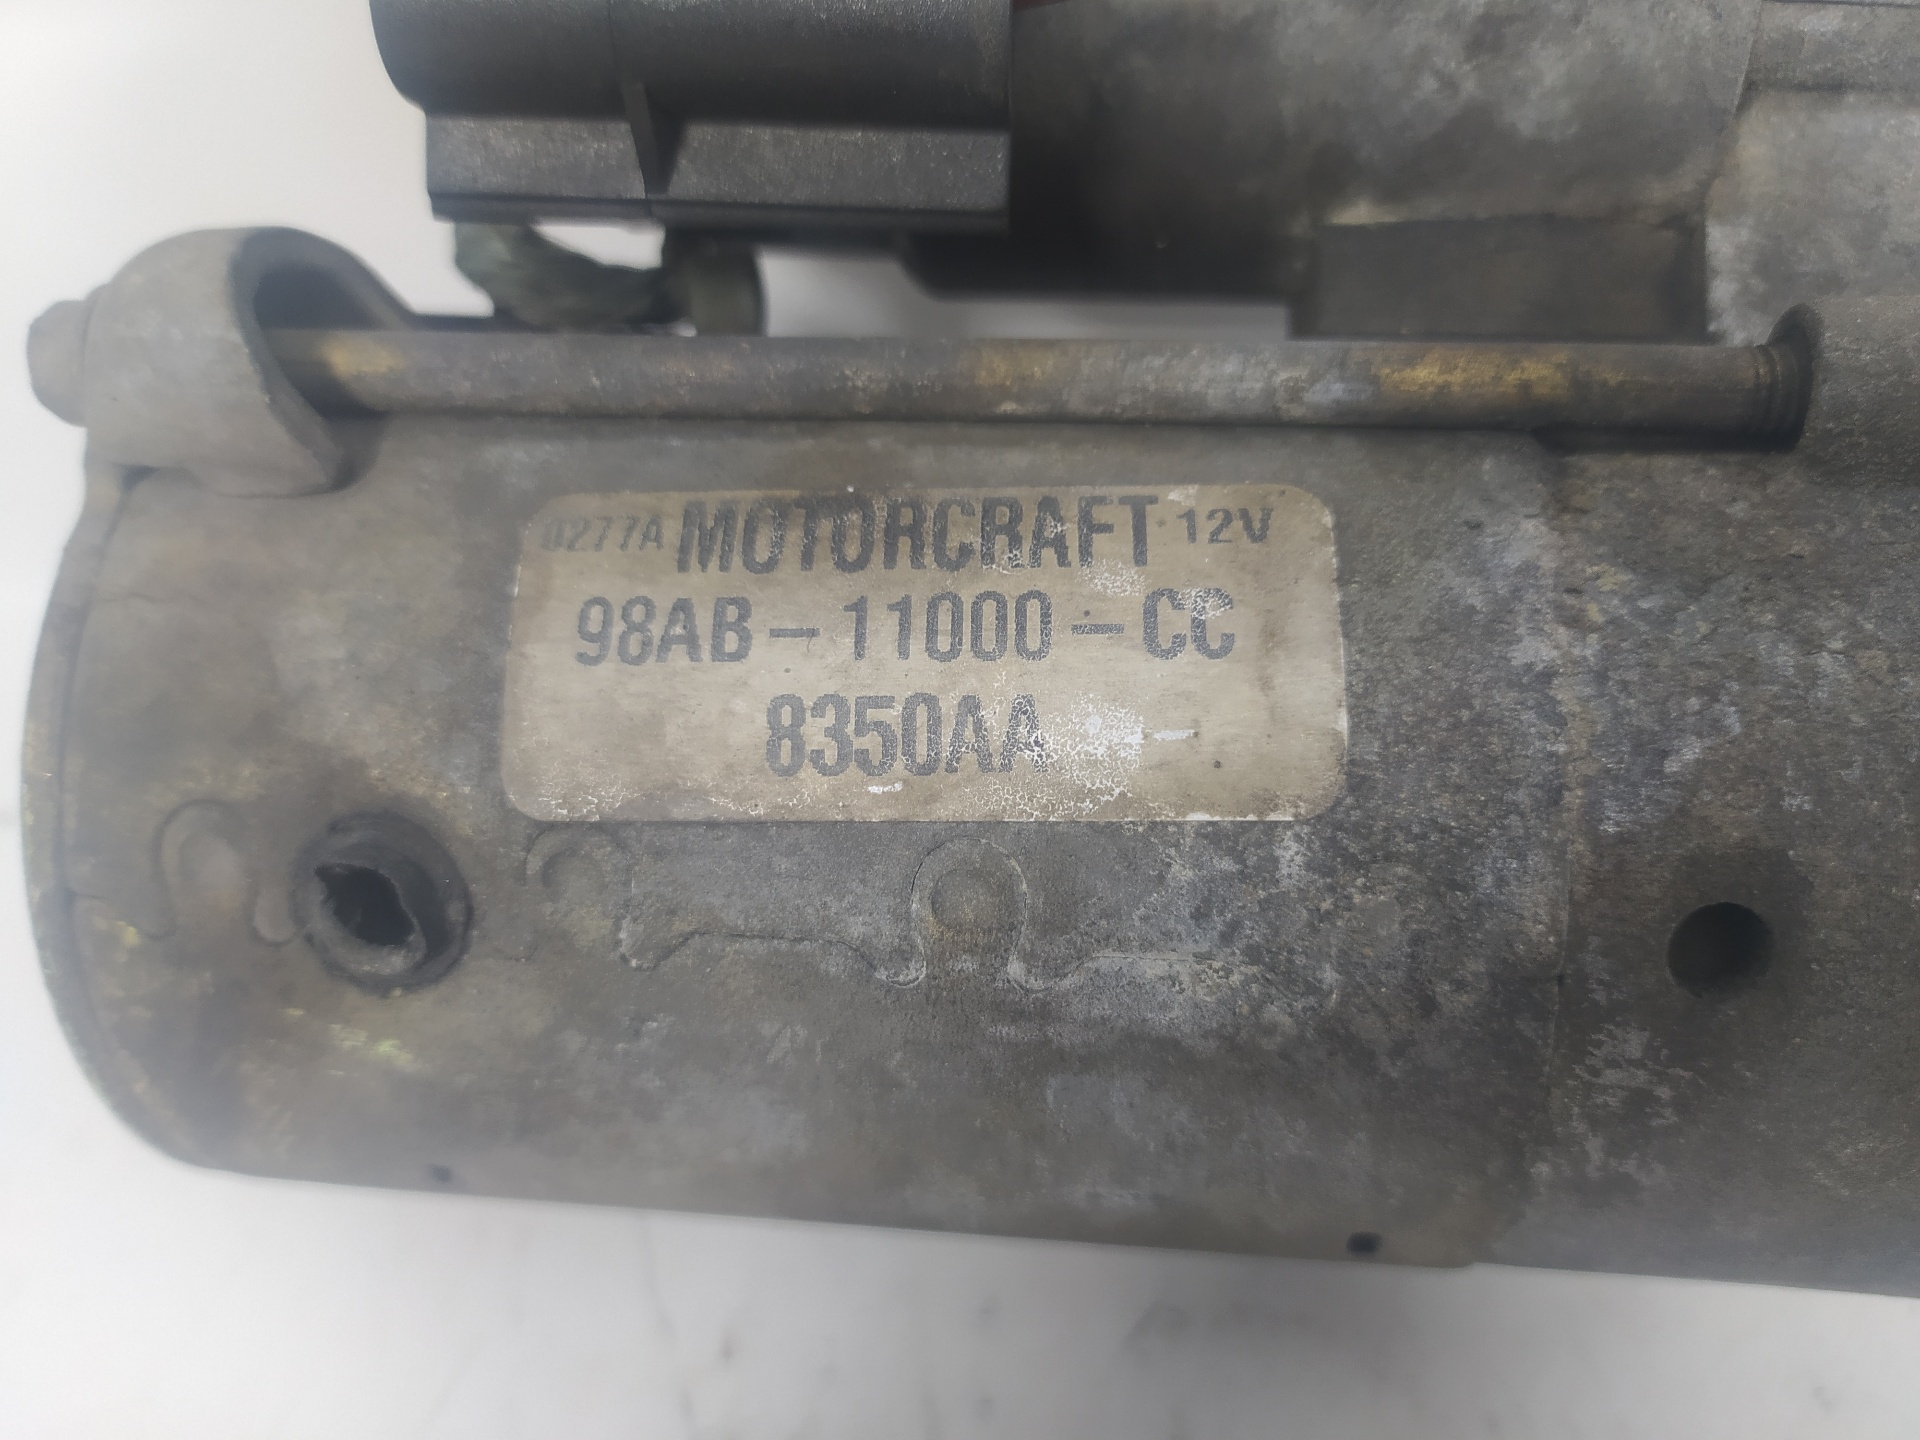 0277A MOTORCRAFT 12V
98AB-11000-CC
8350AA